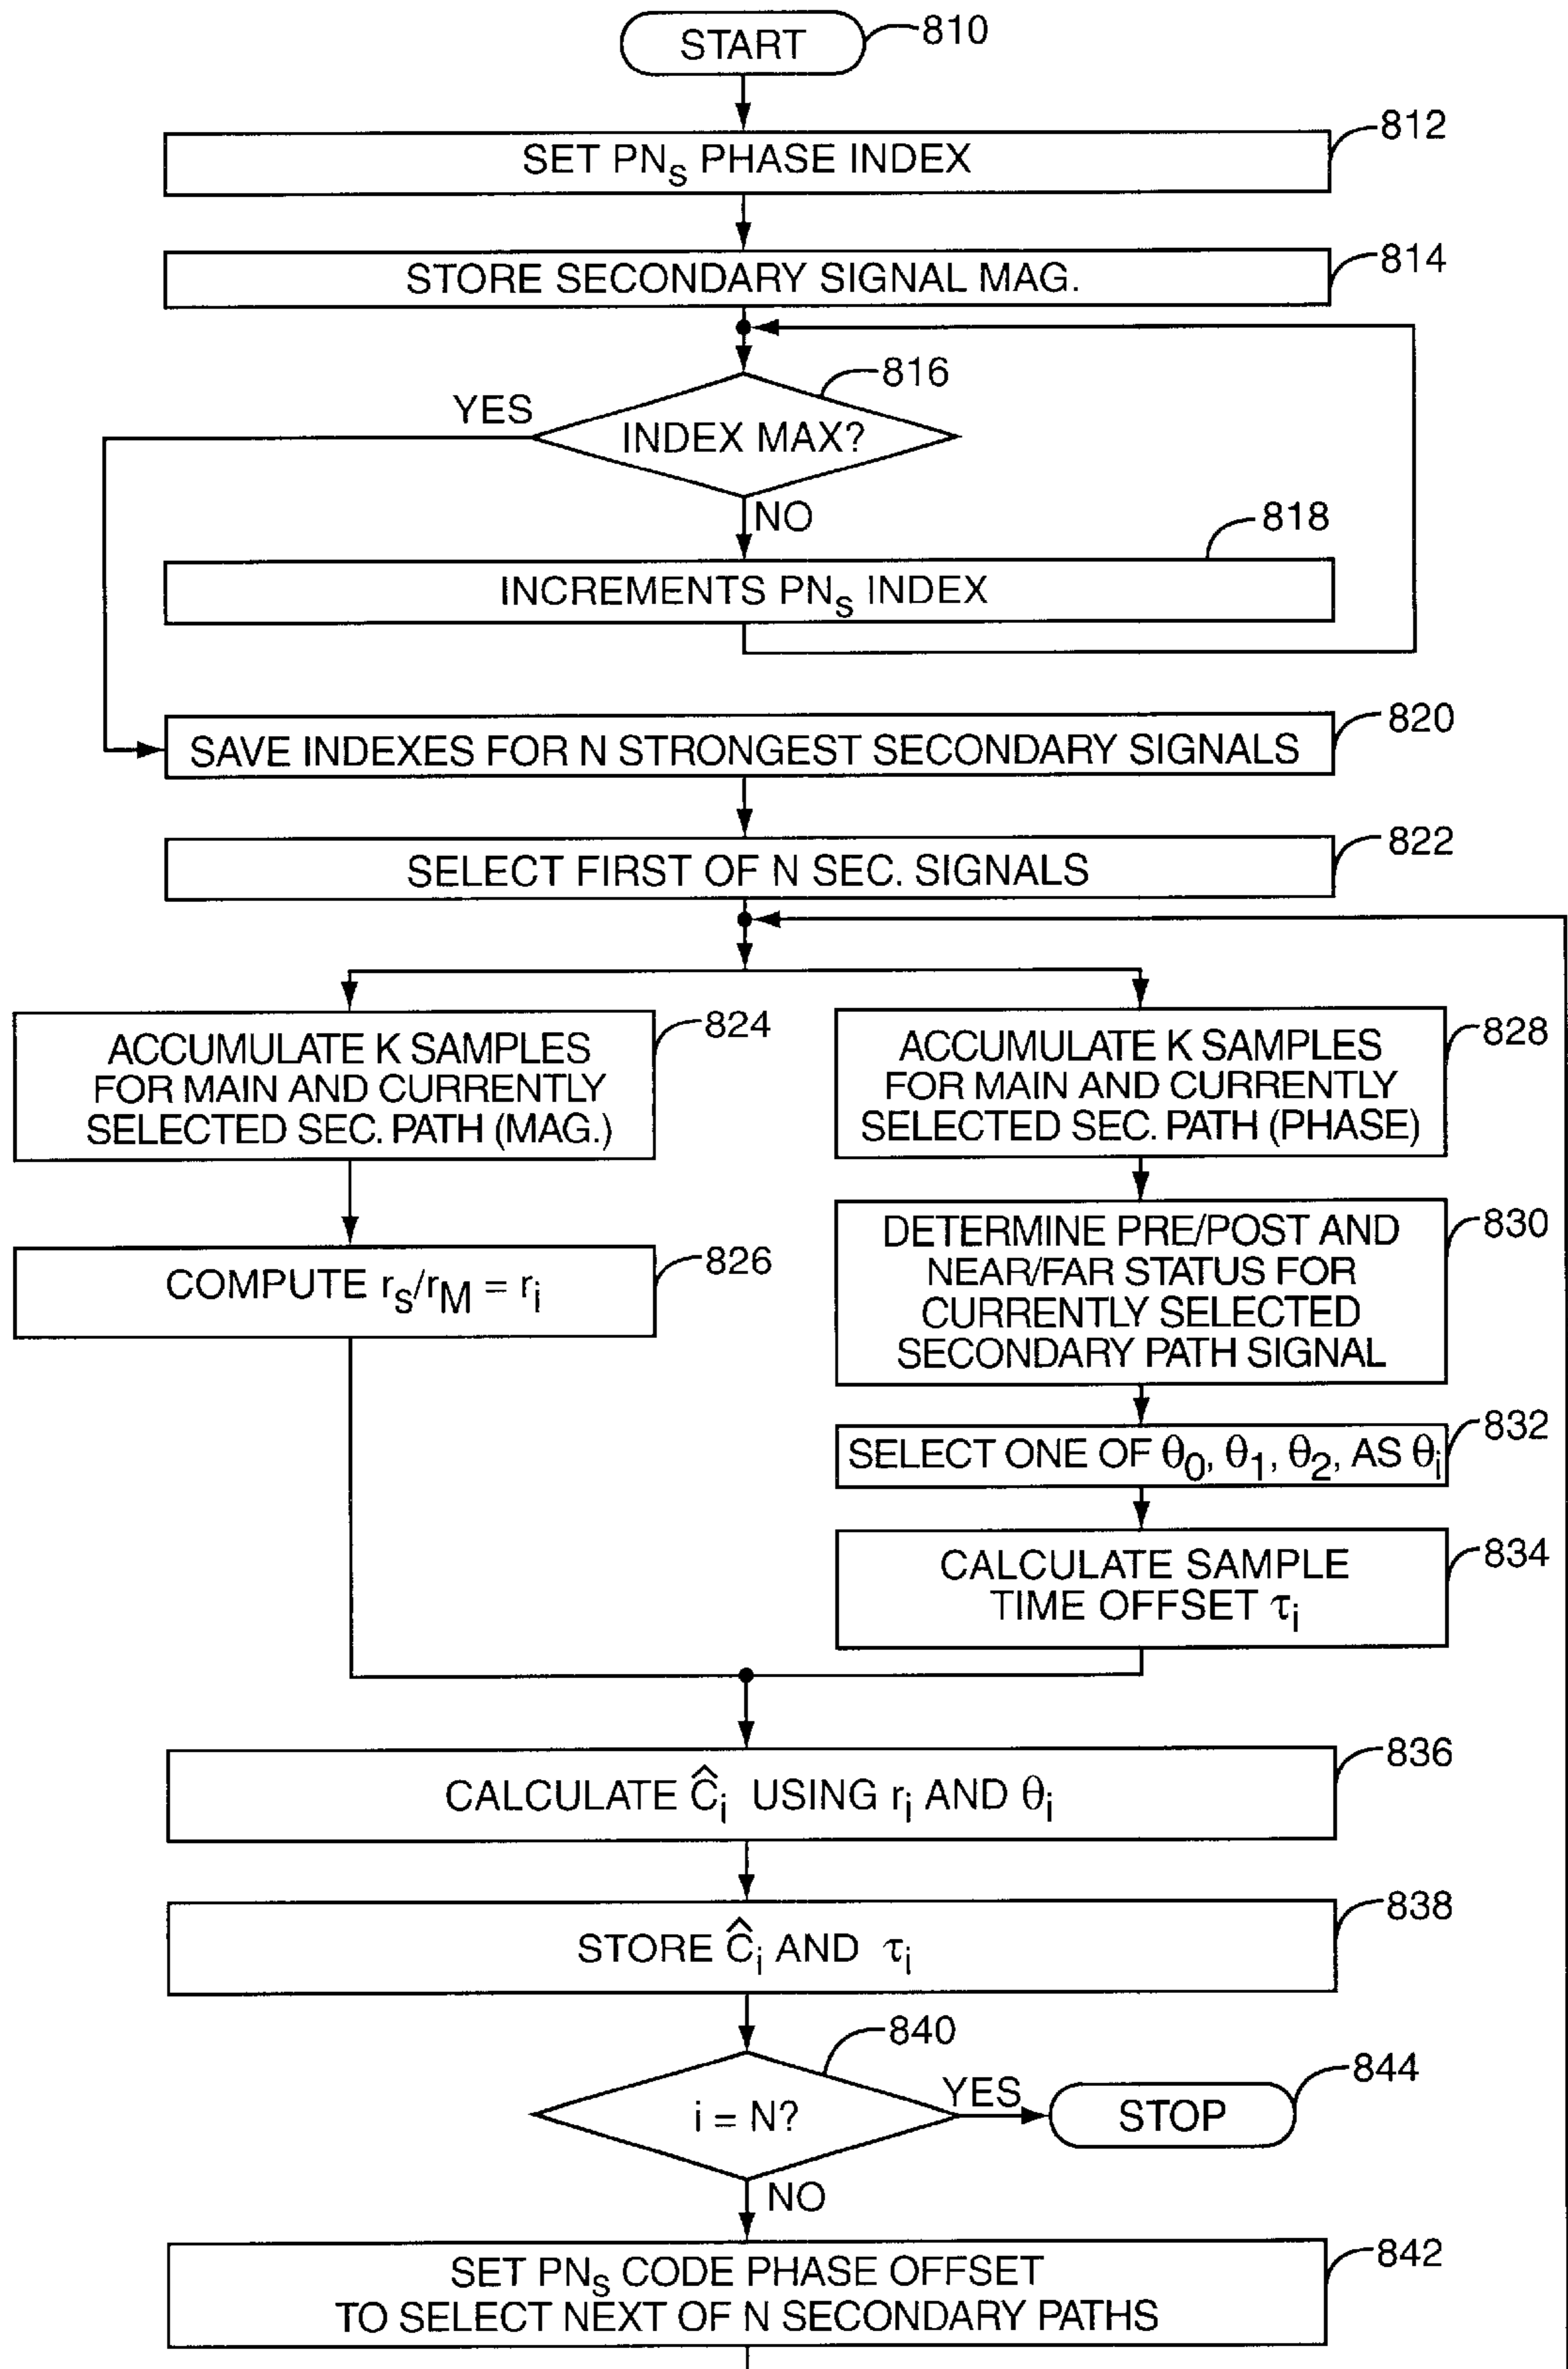 START
810
812
SET PNS PHASE INDEX
814
STORE SECONDARY SIGNAL MAG.
816
YES
INDEX MAX?
NO
818
INCREMENTS PNS INDEX
820
SAVE INDEXES FOR N STRONGEST SECONDARY SIGNALS
822
SELECT FIRST OF N SEC. SIGNALS
824
ACCUMULATE K SAMPLES
FOR MAIN AND CURRENTLY
SELECTED SEC. PATH (MAG.)
828
ACCUMULATE K SAMPLES
FOR MAIN AND CURRENTLY
SELECTED SEC. PATH (PHASE)
826
COMPUTE rS/rM = ri
830
DETERMINE PRE/POST AND
NEAR/FAR STATUS FOR
CURRENTLY SELECTED
SECONDARY PATH SIGNAL
832
SELECT ONE OF θ0, θ1, θ2, AS θi
834
CALCULATE SAMPLE
TIME OFFSET τi
836
CALCULATE Ĉi USING ri AND θi
838
STORE Ĉi AND τi
840
i = N?
YES
STOP
844
NO
842
SET PNS CODE PHASE OFFSET
TO SELECT NEXT OF N SECONDARY PATHS